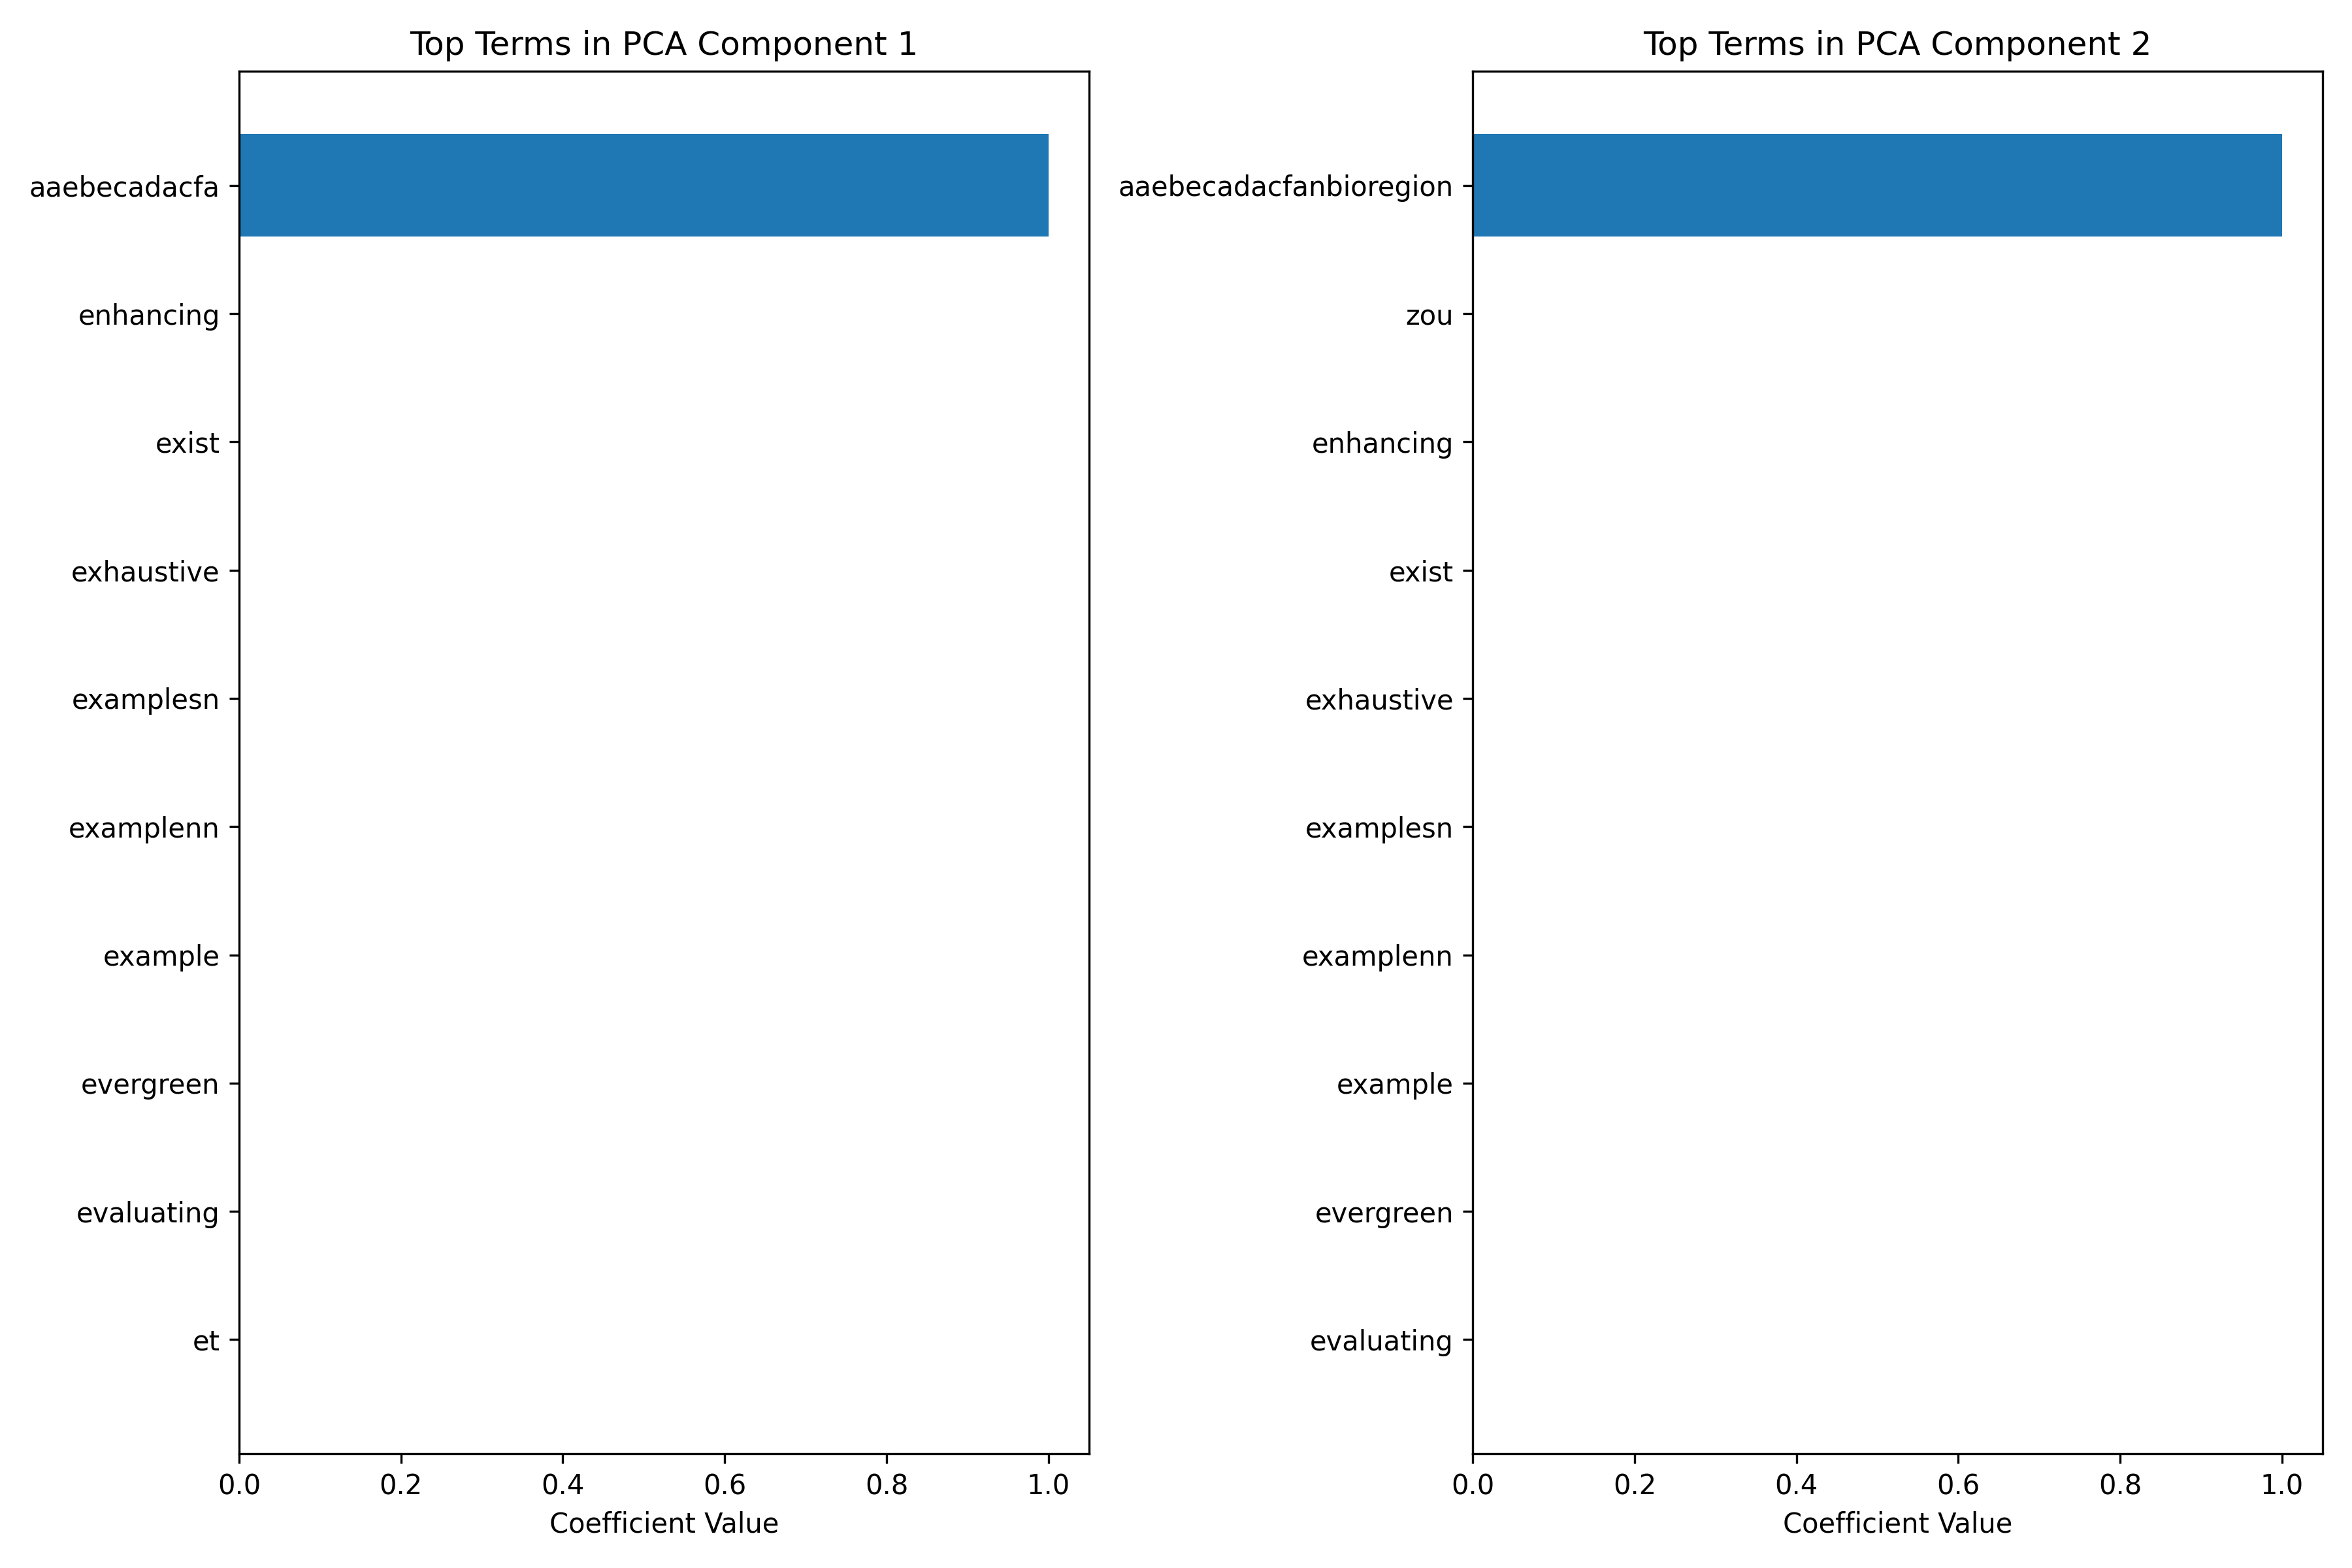 Top Terms in PCA Component 1
aaebecadacfa
enhancing
exist
exhaustive
examplesn
examplenn
example
evergreen
evaluating
et
0.0 0.2 0.4 0.6 0.8 1.0
Coefficient Value
Top Terms in PCA Component 2
aaebecadacfanbioregion
zou
enhancing
exist
exhaustive
examplesn
examplenn
example
evergreen
evaluating
0.0 0.2 0.4 0.6 0.8 1.0
Coefficient Value